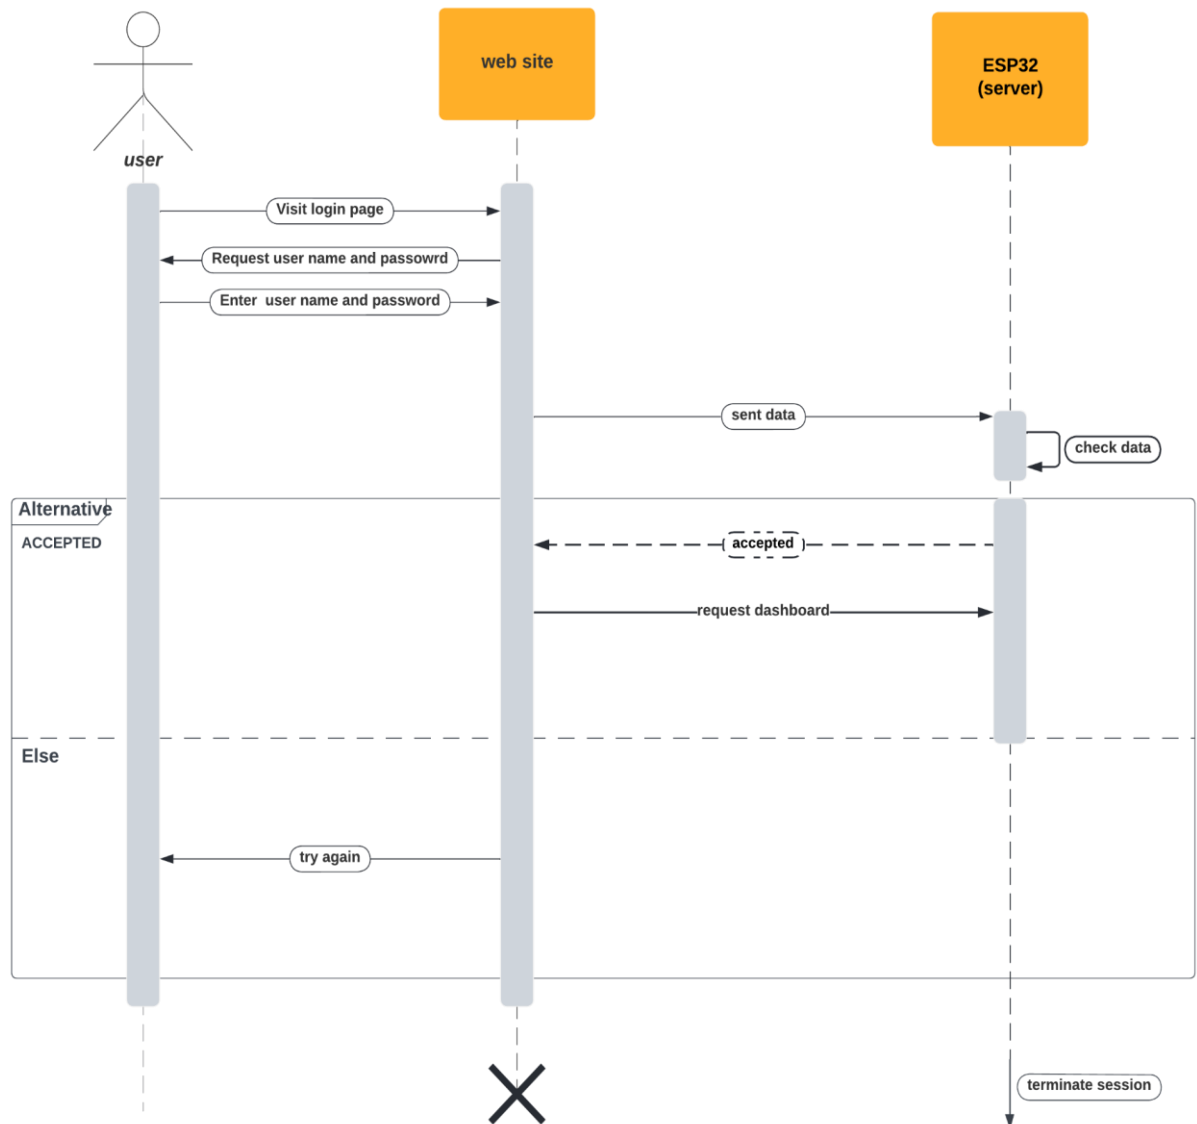 web site
ESP32
(server)
user
Visit login page
Request user name and passowrd
Enter  user name and password
sent data
check data
Alternative
ACCEPTED
accepted
request dashboard
Else
try again
terminate session